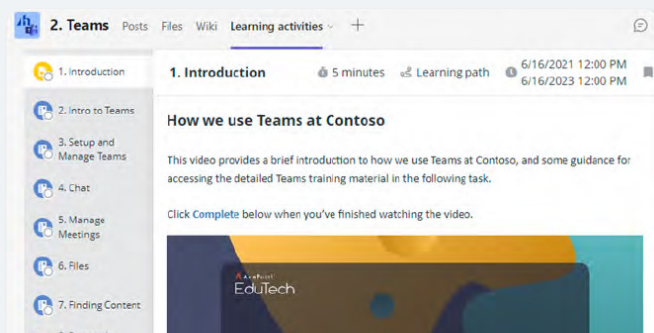 2. Teams Posts Files Wiki Learning activities
1. Introduction
2. Intro to Teams
3. Setup and
Manage Teams
4. Chat
5. Manage
Meetings
6. Files
7. Finding Content
1. Introduction 5 minutes Learning path 6/16/2021 12:00 PM
6/16/2023 12:00 PM
How we use Teams at Contoso
This video provides a brief introduction to how we use Teams at Contoso, and some guidance for
accessing the detailed Teams training material in the following task.
Click Complete below when you've finished watching the video.
AvePoint
EduTech